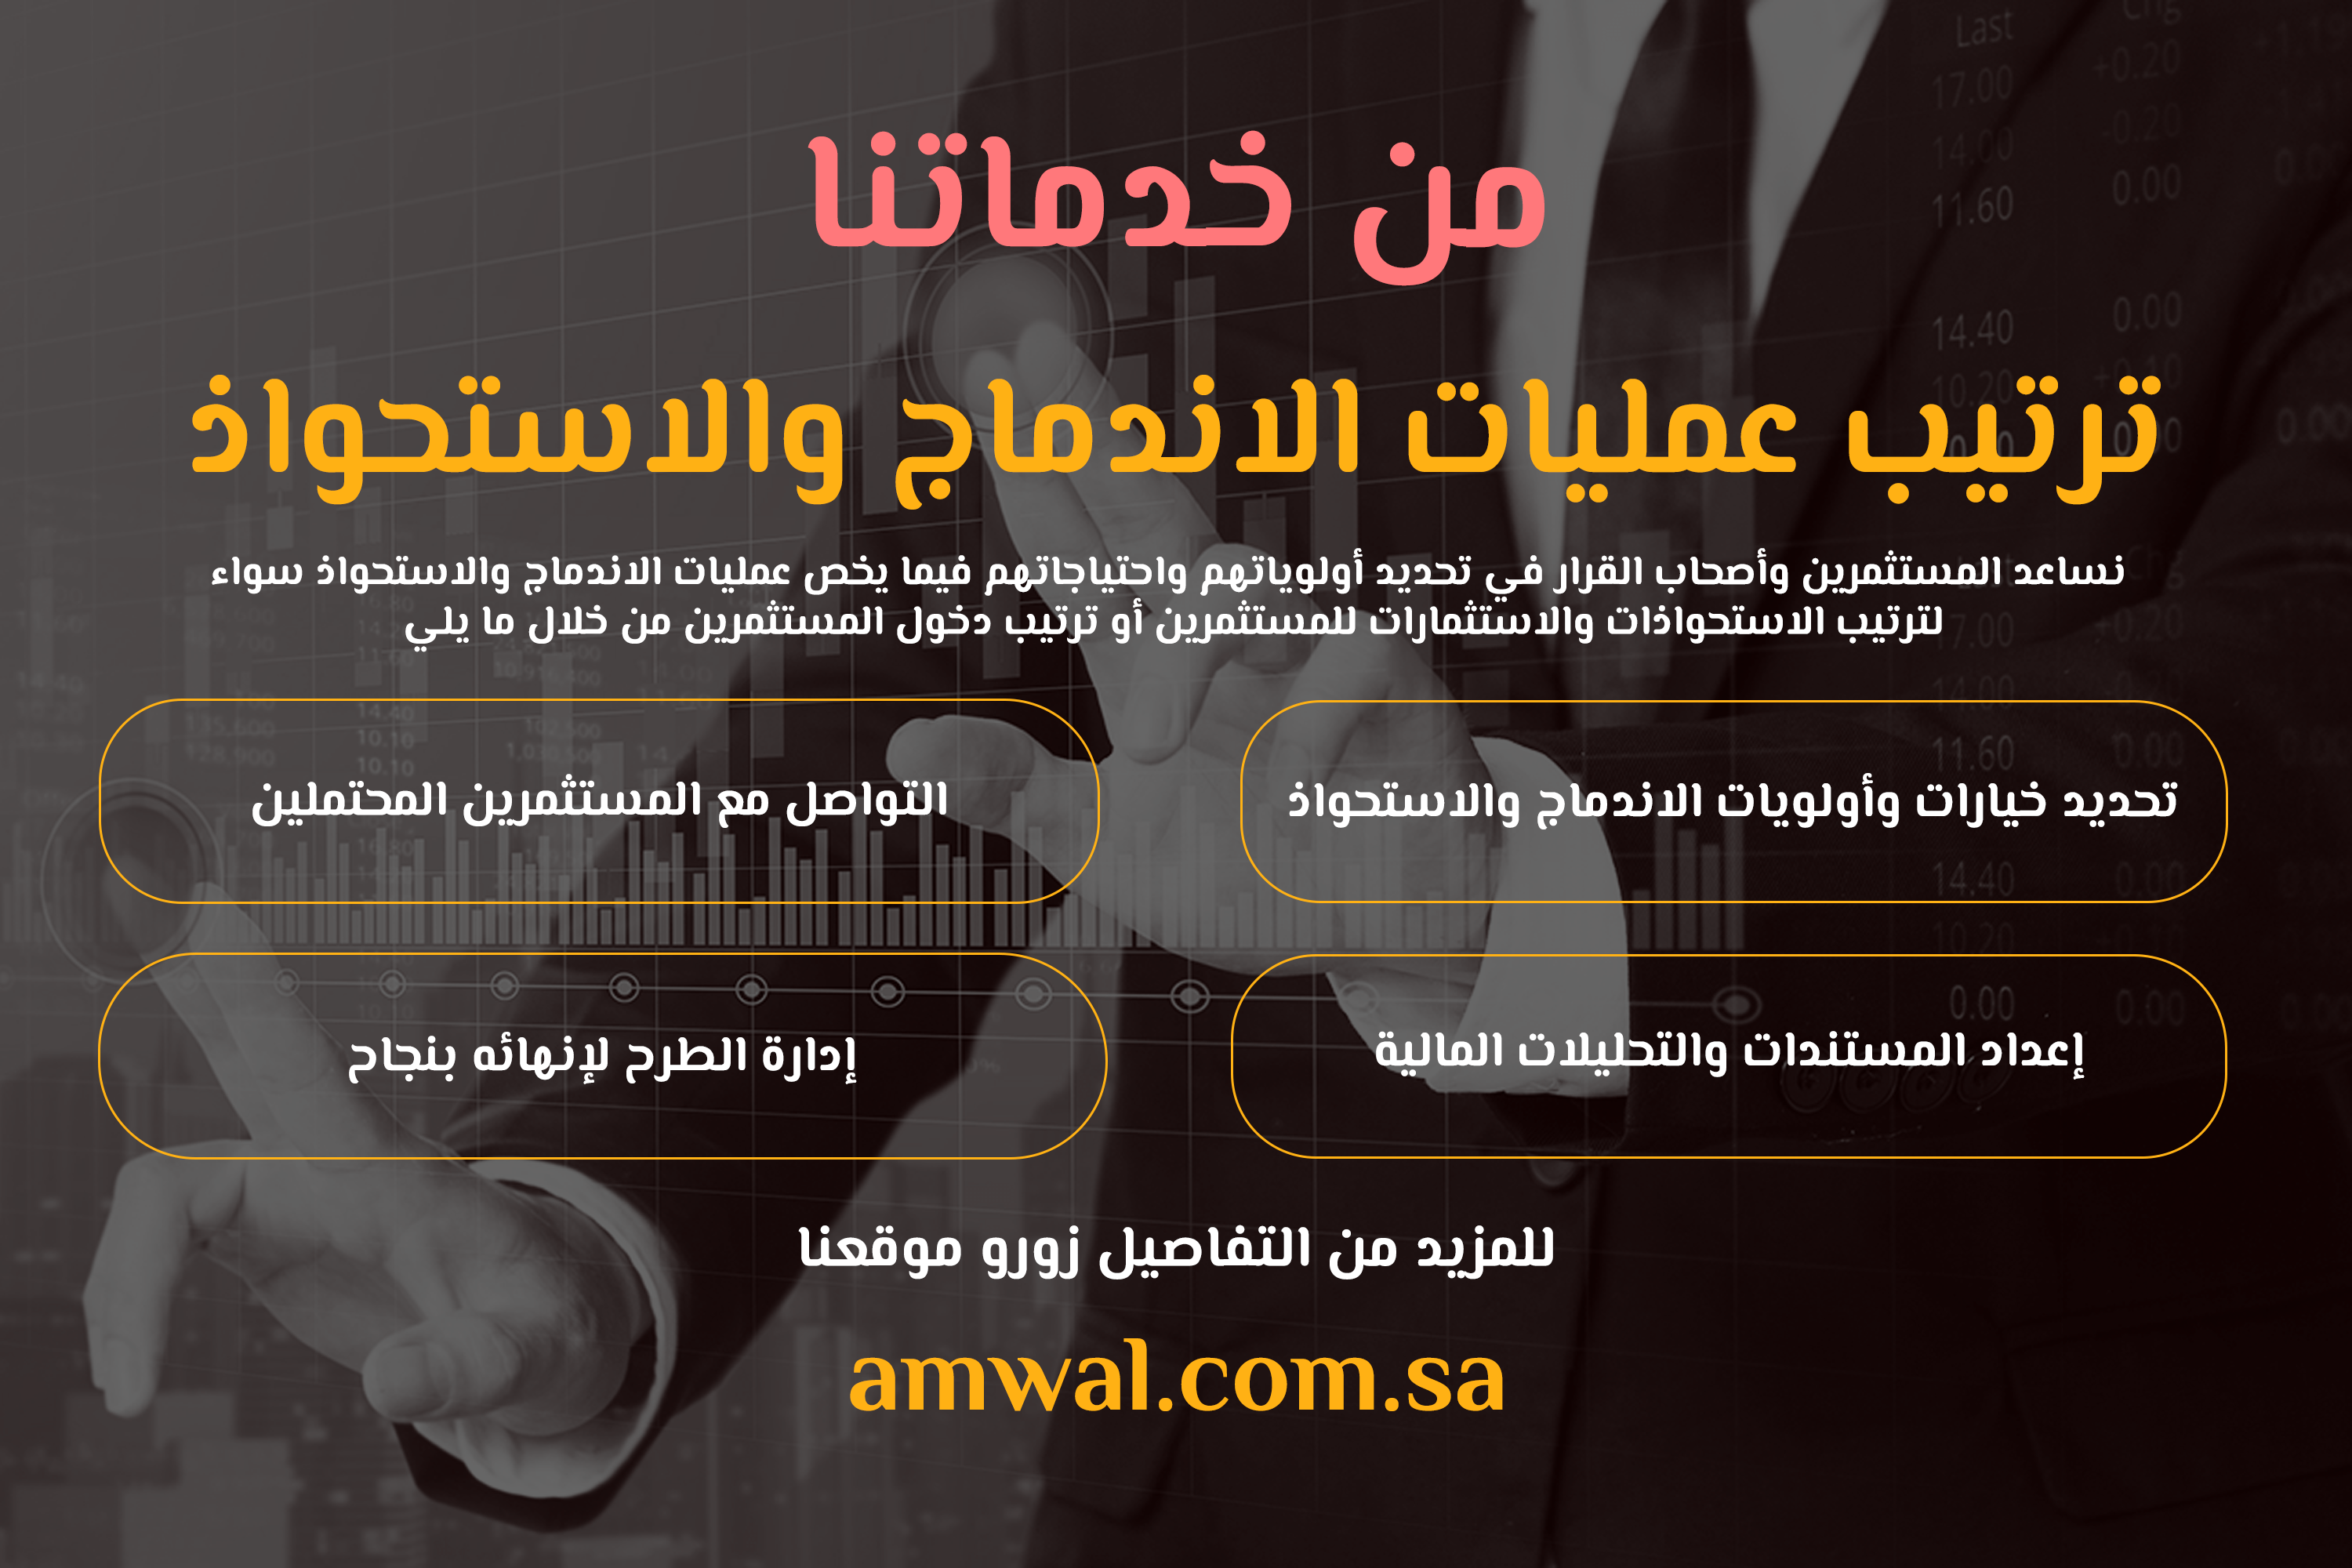 من خدماتنا
ترتيب عمليات الاندماج والاستحواذ
نساعد المستثمرين وأصحاب القرار في تحديد أولوياتهم واحتياجاتهم فيما يخص عمليات الاندماج والاستحواذ سواء
لترتيب الاستحواذات والاستثمارات للمستثمرين أو ترتيب دخول المستثمرين من خلال ما يلي
تحديد خيارات وأولويات الاندماج والاستحواذ
التواصل مع المستثمرين المحتملين
إعداد المستندات والتحليلات المالية
إدارة الطرح لإنهائه بنجاح
للمزيد من التفاصيل زورو موقعنا
amwal.com.sa